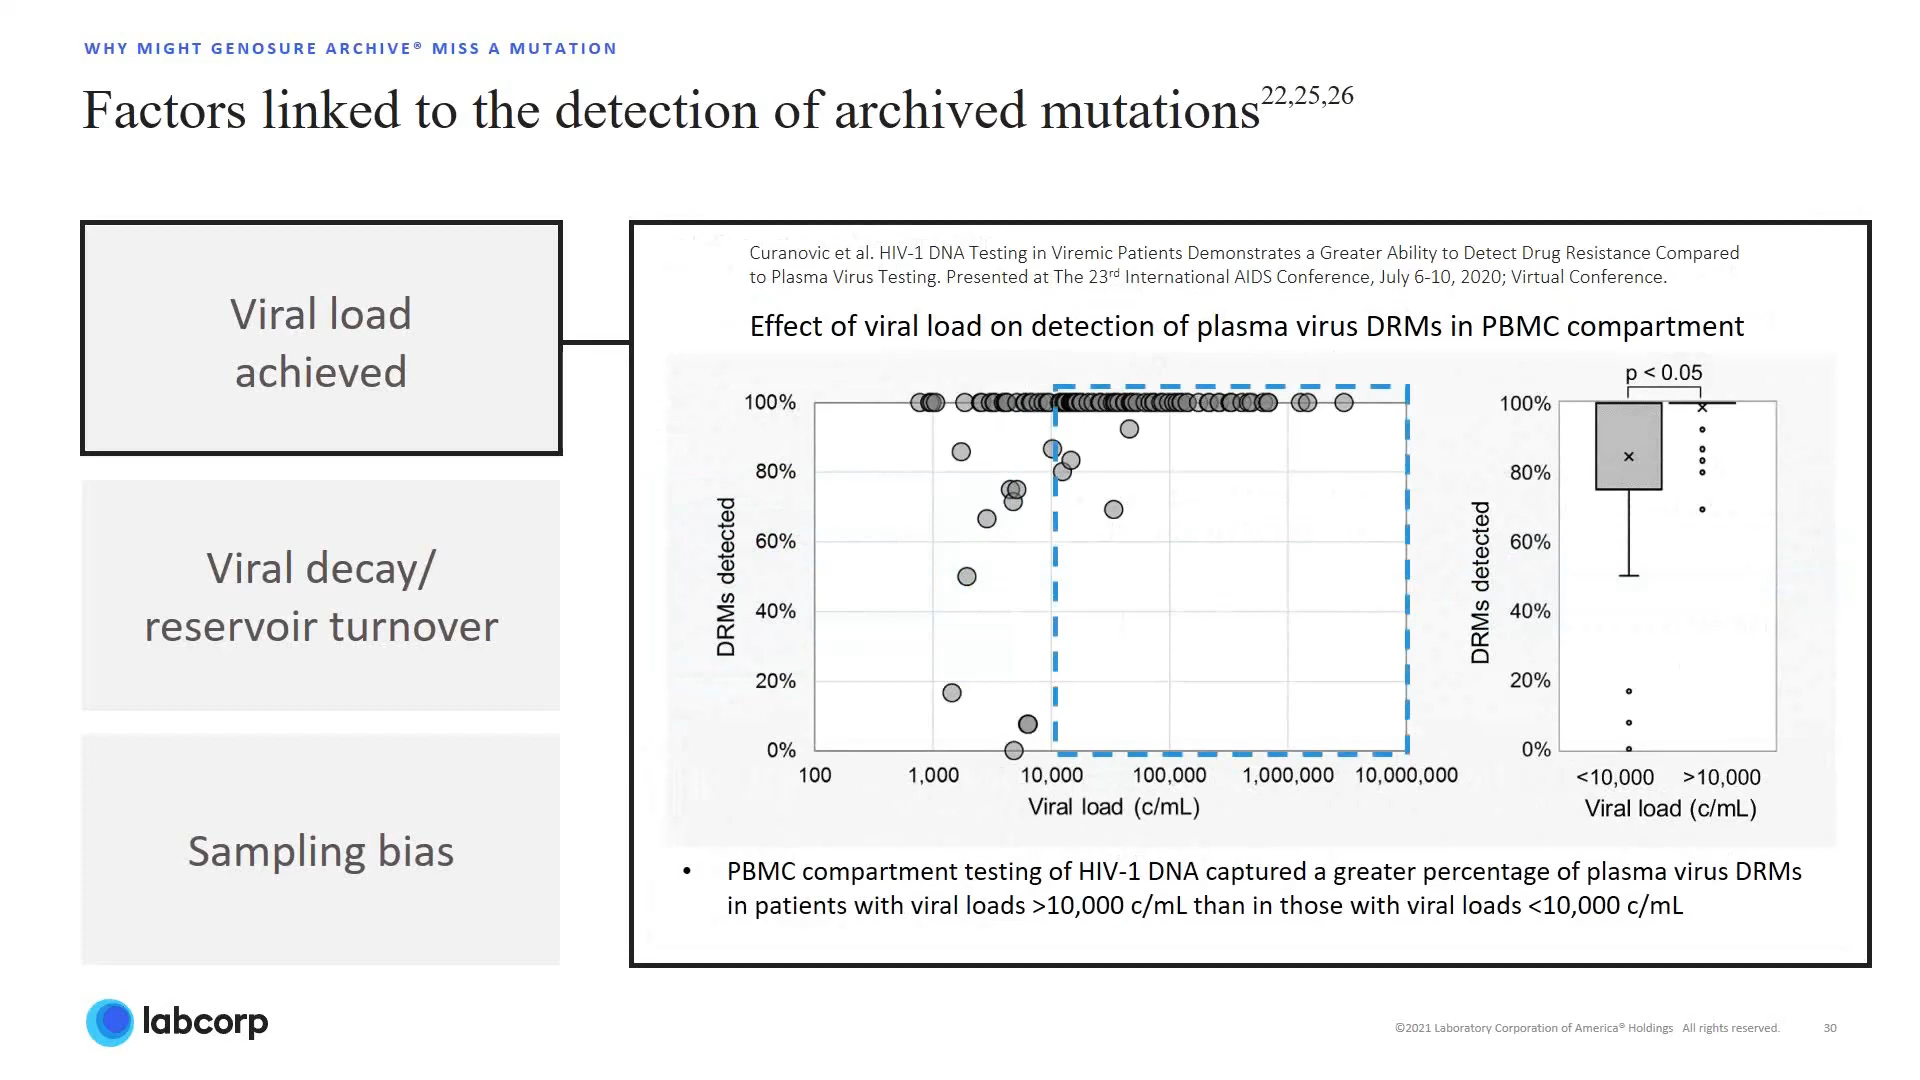 WHY MIGHT GENOSURE ARCHIVE® MISS A MUTATION
Factors linked to the detection of archived mutations22,25,26
Viral load
achieved
Viral decay/
reservoir turnover
Sampling bias
Curanovic et al. HIV-1 DNA Testing in Viremic Patients Demonstrates a Greater Ability to Detect Drug Resistance Compared
to Plasma Virus Testing. Presented at The 23rd International AIDS Conference, July 6-10, 2020; Virtual Conference.
Effect of viral load on detection of plasma virus DRMs in PBMC compartment
DRMs detected
100%
80%
60%
40%
20%
0%
100 1,000 10,000 100,000 1,000,000 10,000,000
Viral load (c/mL)
p < 0.05
DRMs detected
100%
80%
60%
40%
20%
0%
<10,000 >10,000
Viral load (c/mL)
• PBMC compartment testing of HIV-1 DNA captured a greater percentage of plasma virus DRMs
in patients with viral loads >10,000 c/mL than in those with viral loads <10,000 c/mL
labcorp
©2021 Laboratory Corporation of America® Holdings All rights reserved. 30